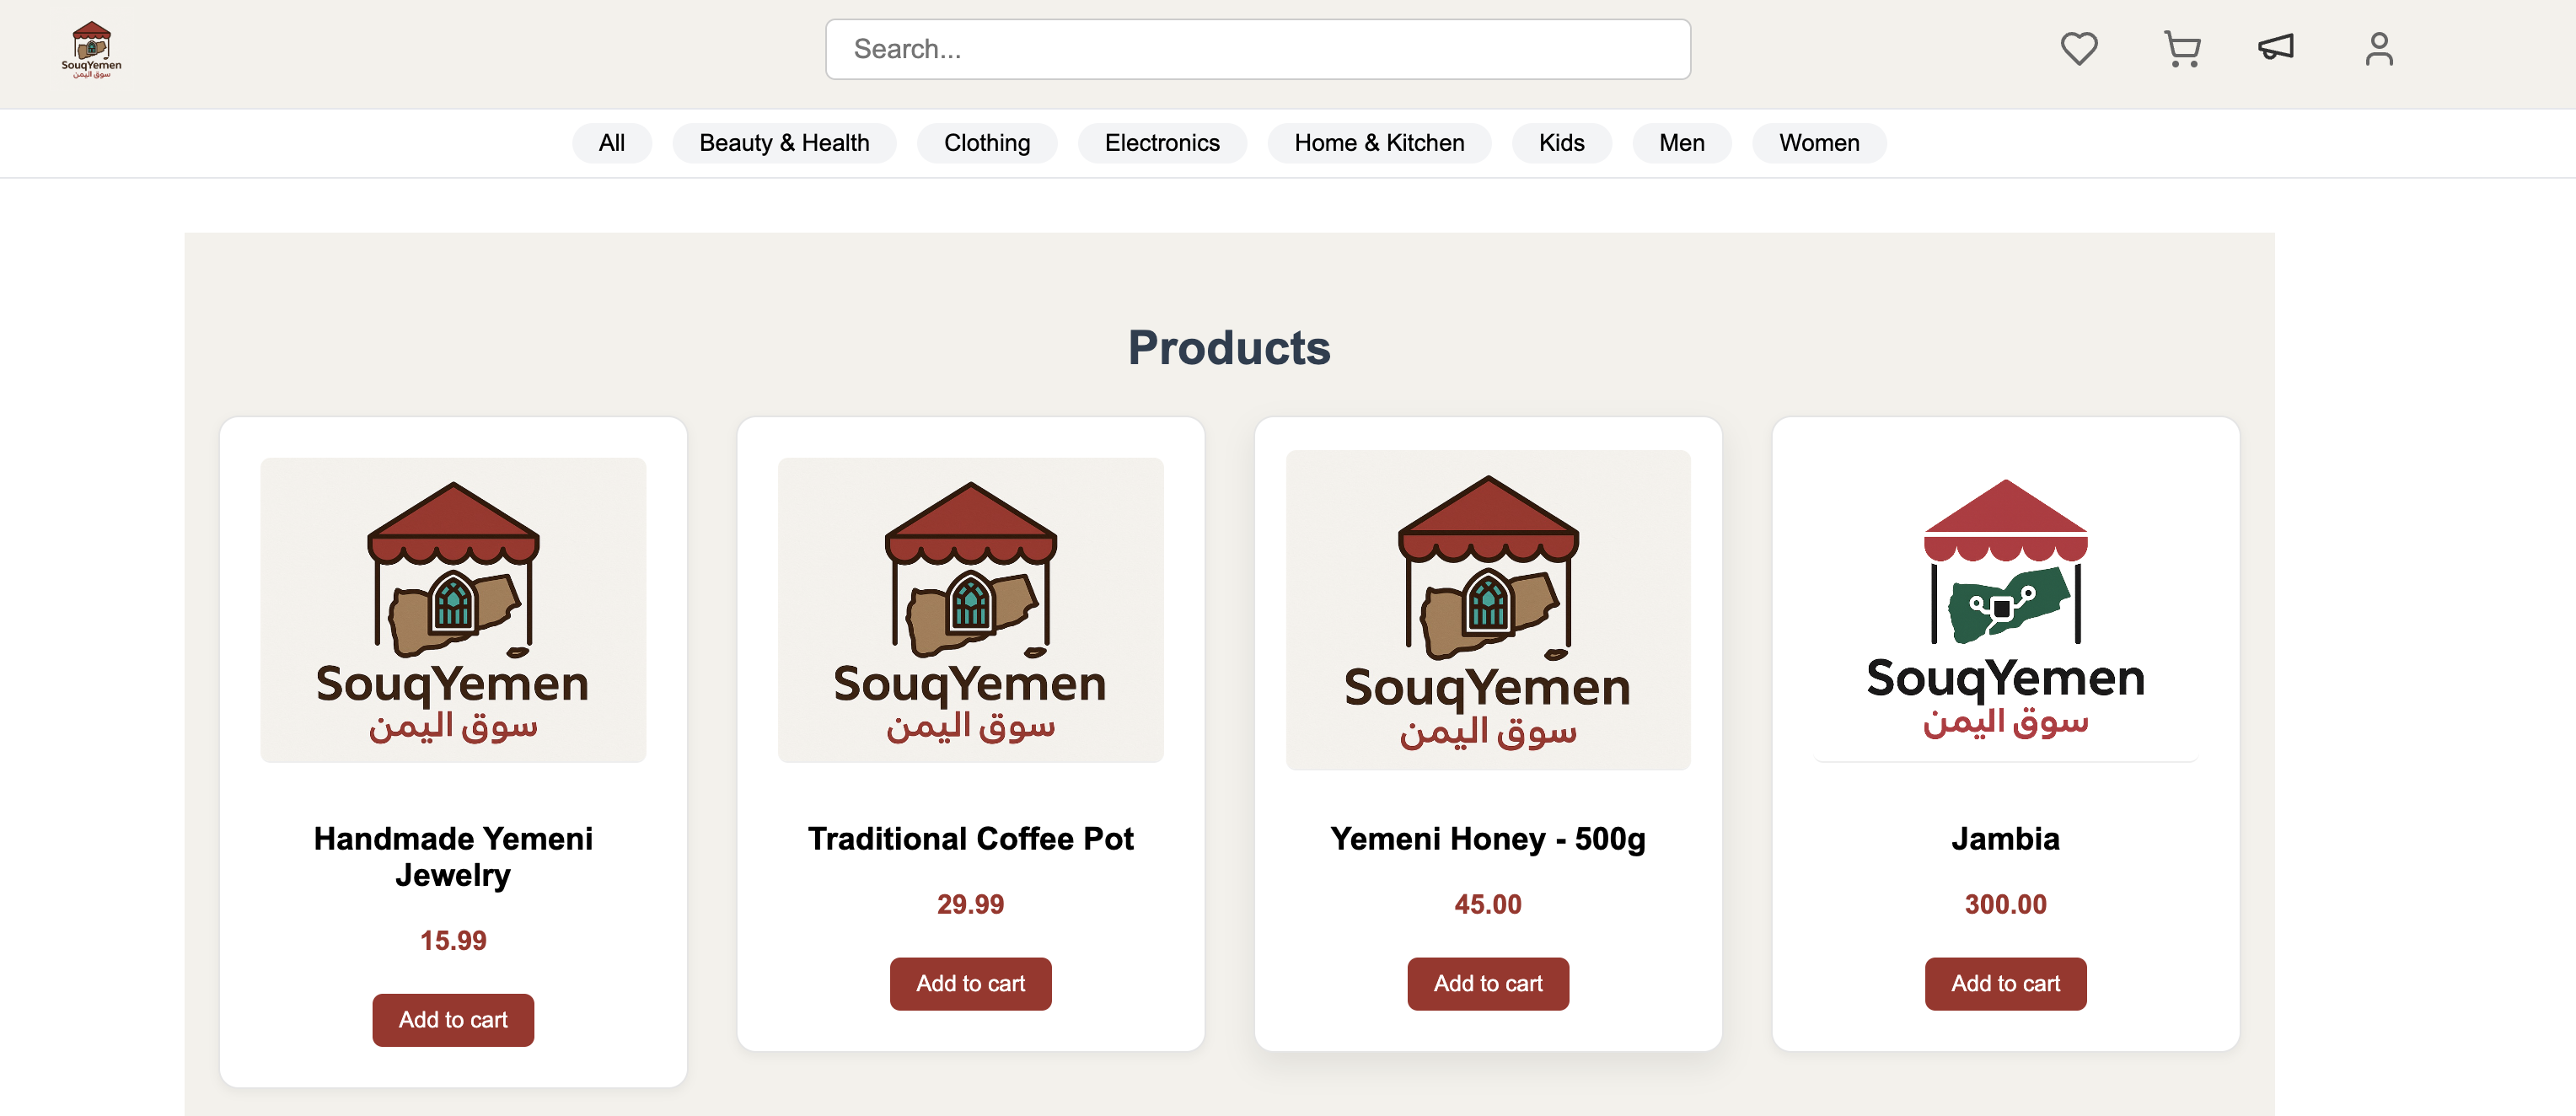 SouqYemen
سوق اليمن
Search...
All
Beauty & Health
Clothing
Electronics
Home & Kitchen
Kids
Men
Women
Products
SouqYemen
سوق اليمن
Handmade Yemeni
Jewelry
15.99
Add to cart
SouqYemen
سوق اليمن
Traditional Coffee Pot
29.99
Add to cart
SouqYemen
سوق اليمن
Yemeni Honey - 500g
45.00
Add to cart
SouqYemen
سوق اليمن
Jambia
300.00
Add to cart